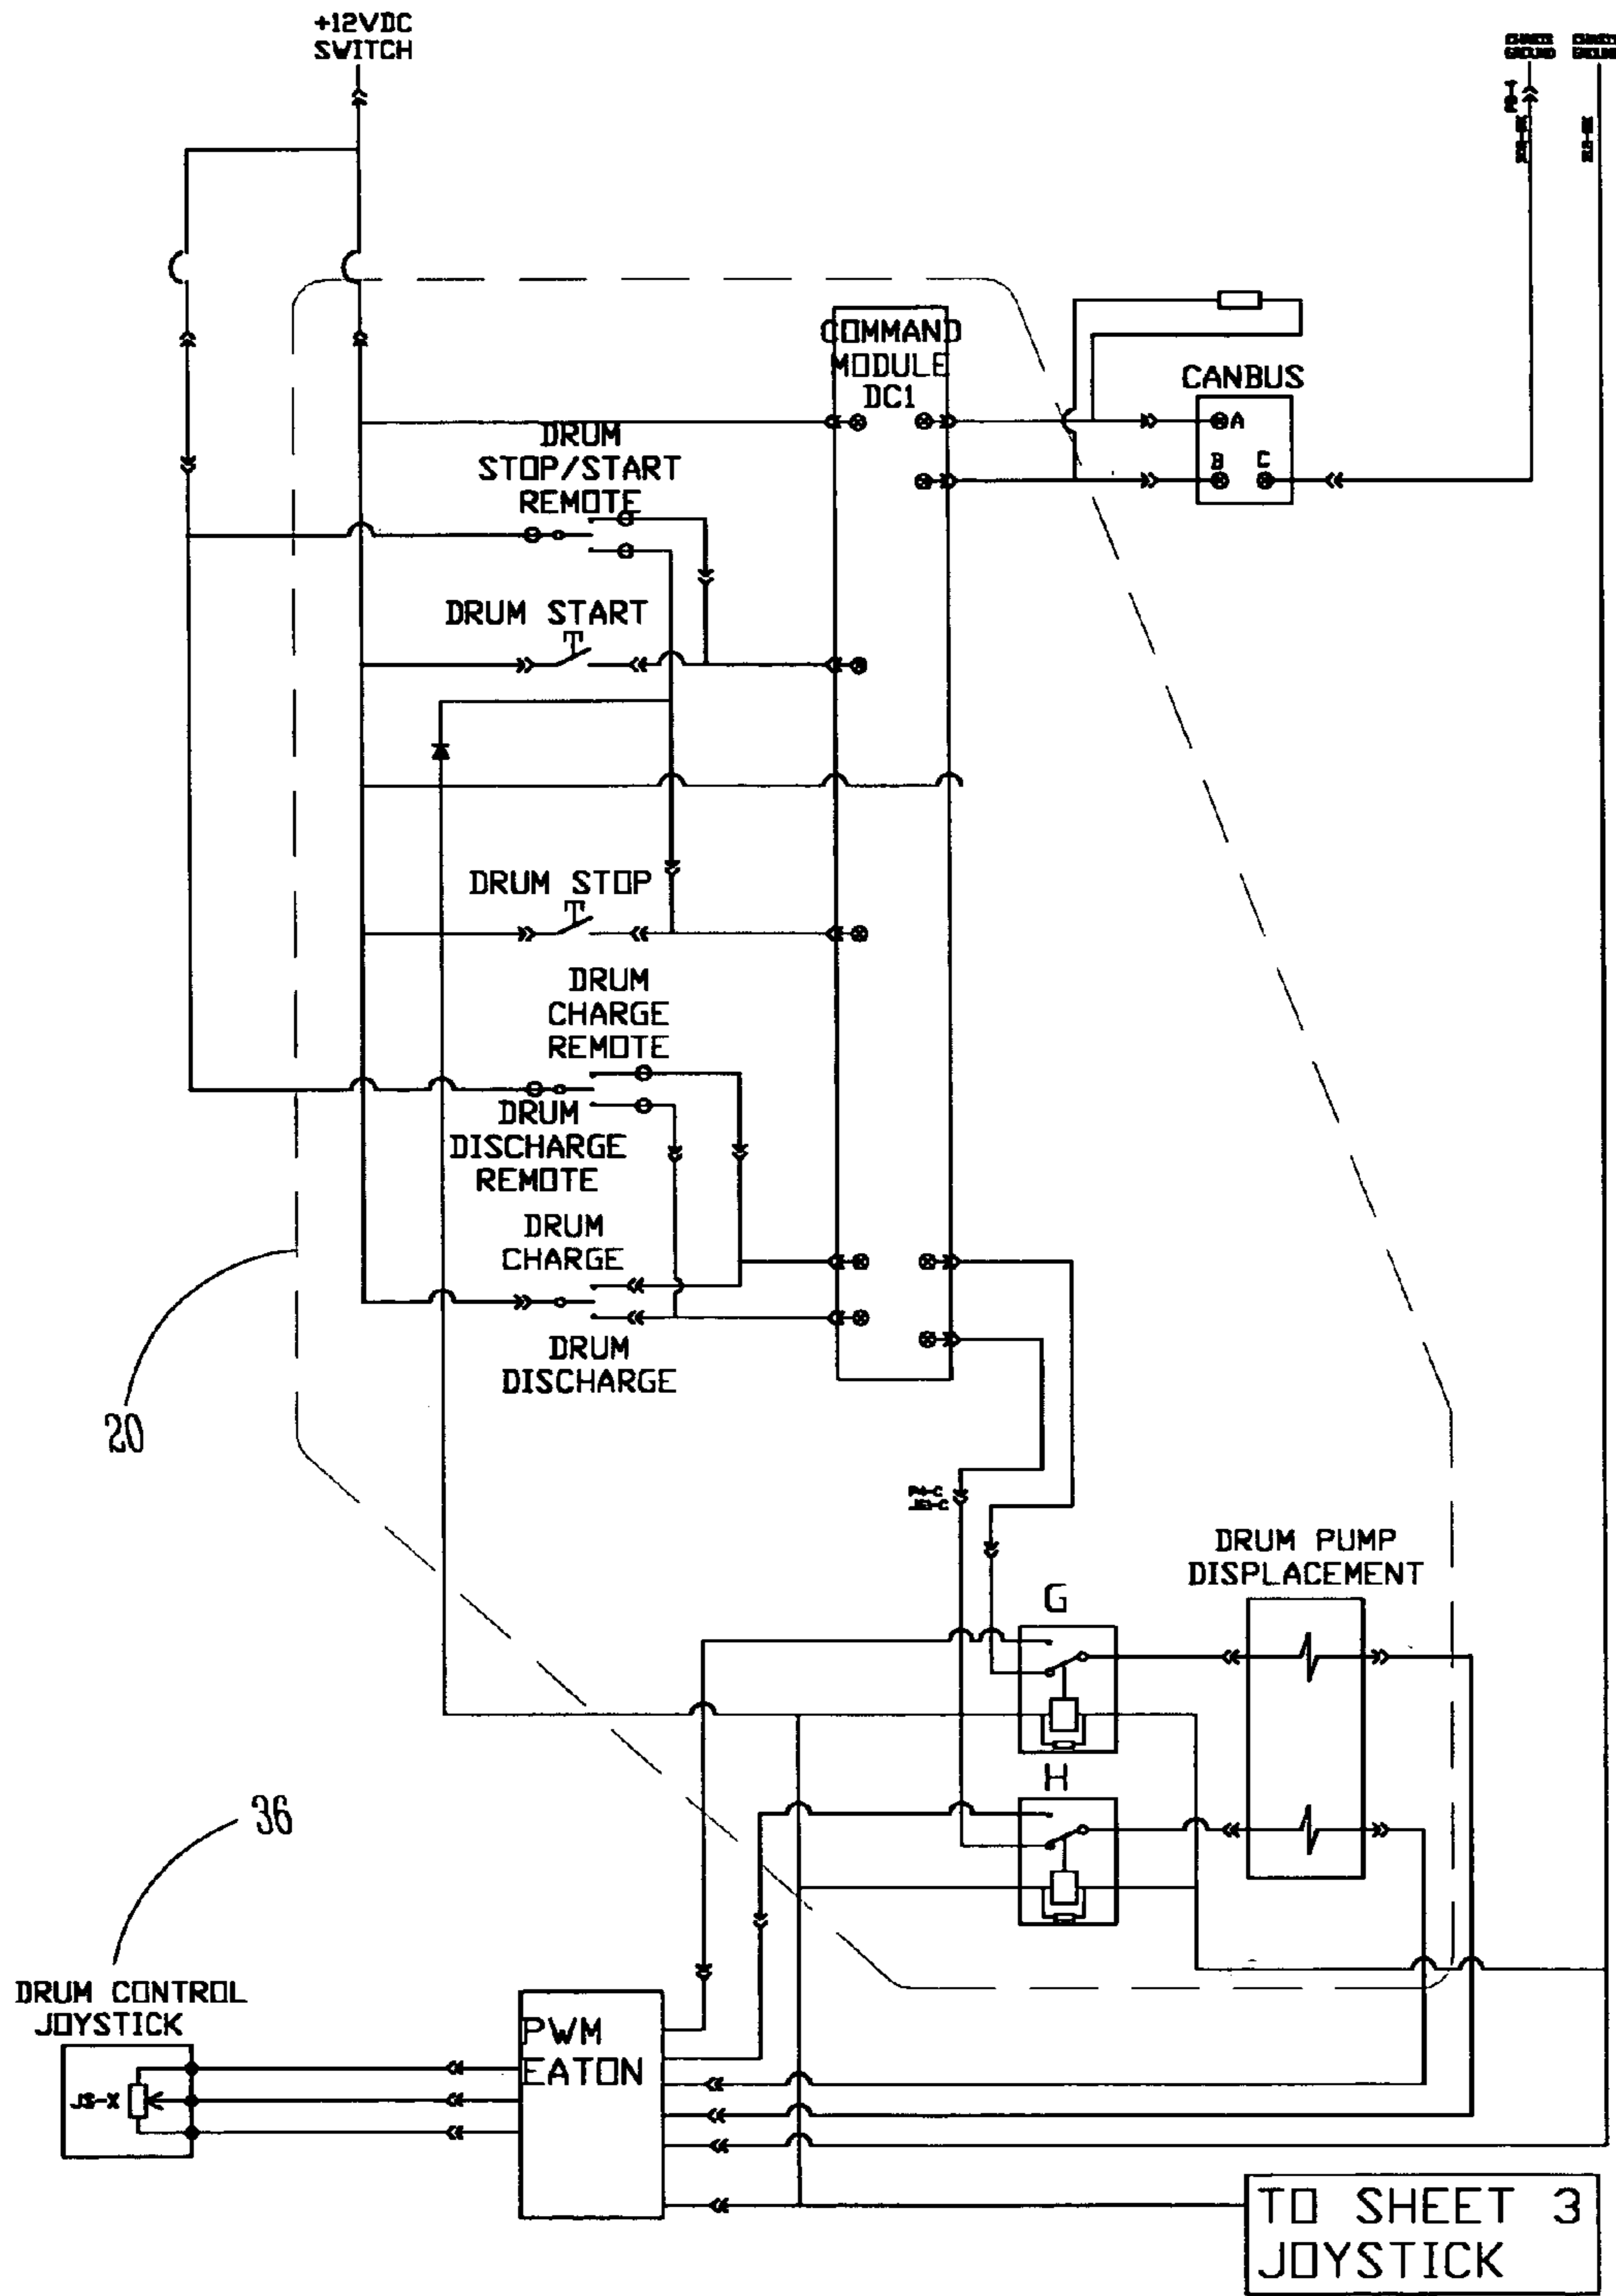 +12VDC
SWITCH
COMMAND
MODULE
DC1
CANBUS
A
B C
DRUM
STOP/START
REMOTE
DRUM START
DRUM STOP
DRUM
CHARGE
REMOTE
DRUM
DISCHARGE
REMOTE
DRUM
CHARGE
DRUM
DISCHARGE
20
DRUM PUMP
DISPLACEMENT
G
H
36
DRUM CONTROL
JOYSTICK
JS-X
PWM
EATON
TO SHEET 3
JOYSTICK